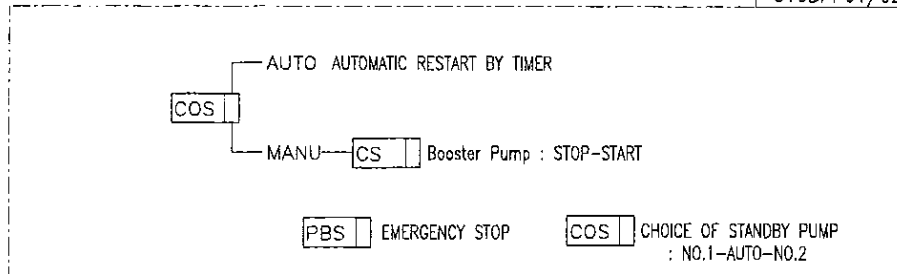 AUTO AUTOMATIC RESTART BY TIMER
COS
MANU CS Booster Pump : STOP-START
PBS EMERGENCY STOP
COS CHOICE OF STANDBY PUMP
: NO.1-AUTO-NO.2